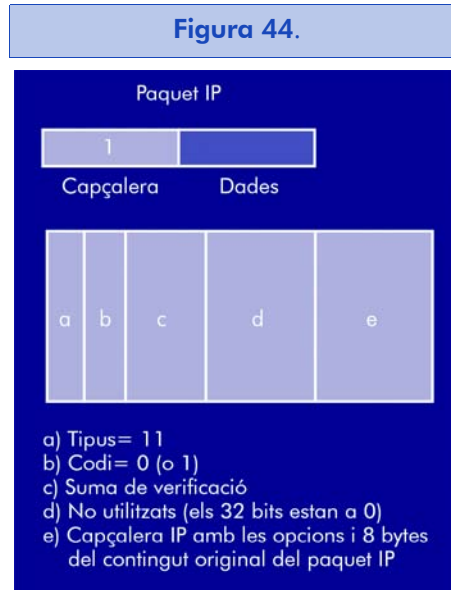 Figura 44.
Paquet IP
1
Capçalera Dades
a b c d e
a) Tipus= 11
b) Codi= 0 (o 1)
c) Suma de verificació
d) No utilitzats (els 32 bits estan a 0)
e) Capçalera IP amb les opcions i 8 bytes
del contingut original del paquet IP